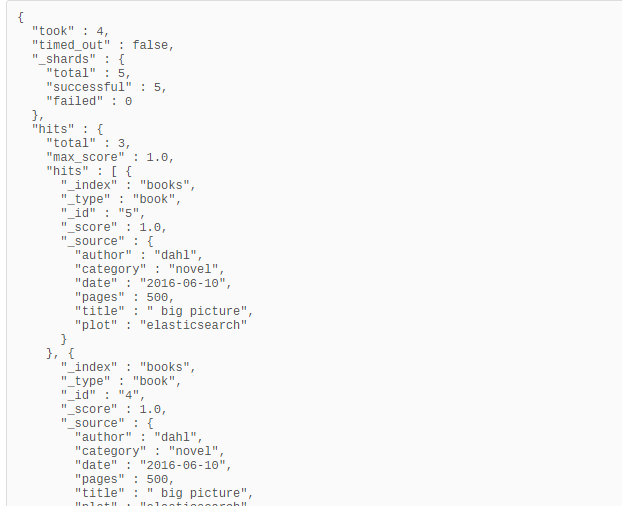 {
  "took" : 4,
  "timed_out" : false,
  "_shards" : {
    "total" : 5,
    "successful" : 5,
    "failed" : 0
  },
  "hits" : {
    "total" : 3,
    "max_score" : 1.0,
    "hits" : [ {
      "_index" : "books",
      "_type" : "book",
      "_id" : "5",
      "_score" : 1.0,
      "_source" : {
        "author" : "dahl",
        "category" : "novel",
        "date" : "2016-06-10",
        "pages" : 500,
        "title" : " big picture",
        "plot" : "elasticsearch"
      }
    }, {
      "_index" : "books",
      "_type" : "book",
      "_id" : "4",
      "_score" : 1.0,
      "_source" : {
        "author" : "dahl",
        "category" : "novel",
        "date" : "2016-06-10",
        "pages" : 500,
        "title" : " big picture",